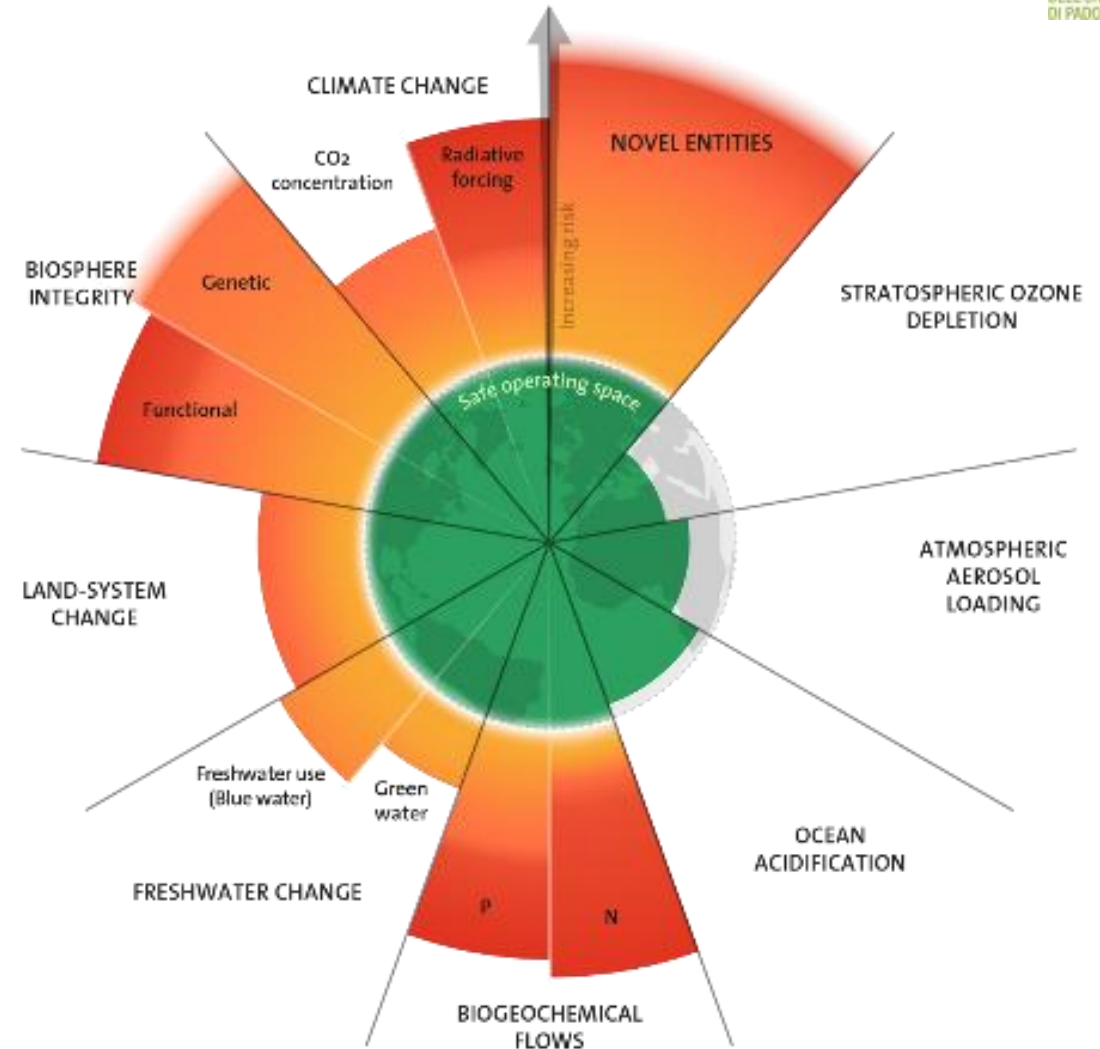 DI PADO
CLIMATE CHANGE
CO2
concentration
Radiative
forcing
NOVEL ENTITIES
Increasing risk
BIOSPHERE
INTEGRITY
Genetic
Functional
STRATOSPHERIC OZONE
DEPLETION
Safe operating space
ATMOSPHERIC
AEROSOL
LOADING
LAND-SYSTEM
CHANGE
Freshwater use
(Blue water)
Green
water
OCEAN
ACIDIFICATION
FRESHWATER CHANGE
P
N
BIOGEOCHEMICAL
FLOWS